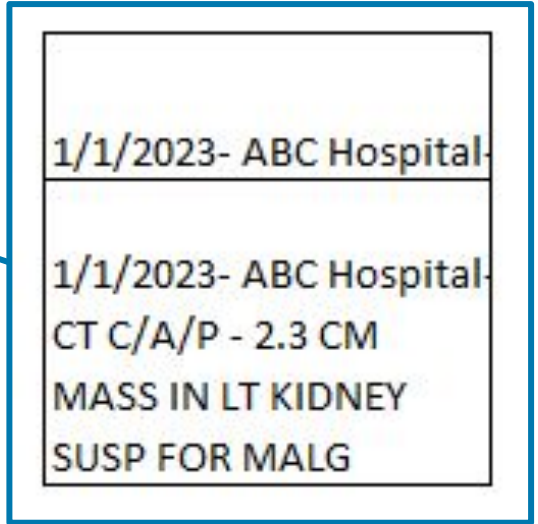 1/1/2023- ABC Hospital-
1/1/2023- ABC Hospital-
CT C/A/P - 2.3 CM
MASS IN LT KIDNEY
SUSP FOR MALG